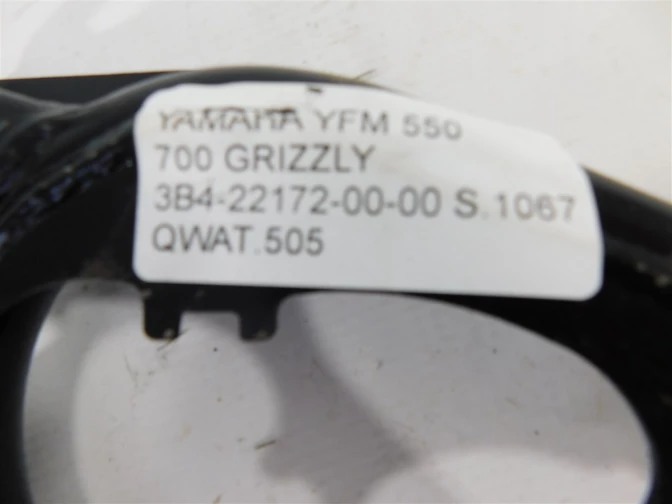 YAMAHA YFM 550
700 GRIZZLY
3B4-22172-00-00 S.1067
QWAT.505